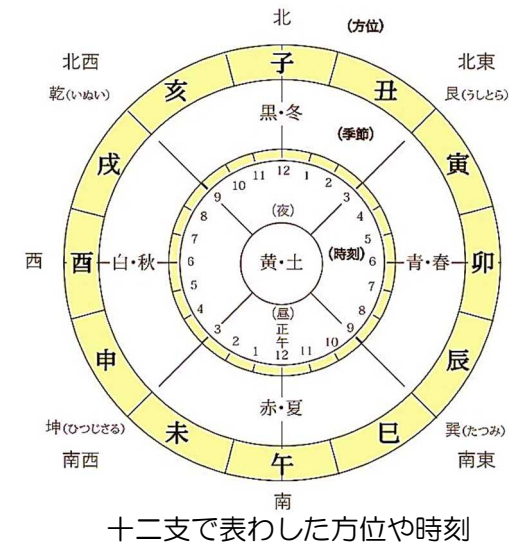 北
(方位)
北西
乾(いぬい)
北東
艮(うしとら)
子
丑
寅
卯
辰
巳
午
未
申
酉
戌
亥
黒・冬
(季節)
12
1
2
3
4
5
6
7
8
9
10
11
12
正午
1
2
3
4
5
6
7
8
9
10
11
(夜)
(時刻)
黄・土
(昼)
西
白・秋
青・春
赤・夏
坤(ひつじさる)
南西
巽(たつみ)
南東
南
十二支で表わした方位や時刻